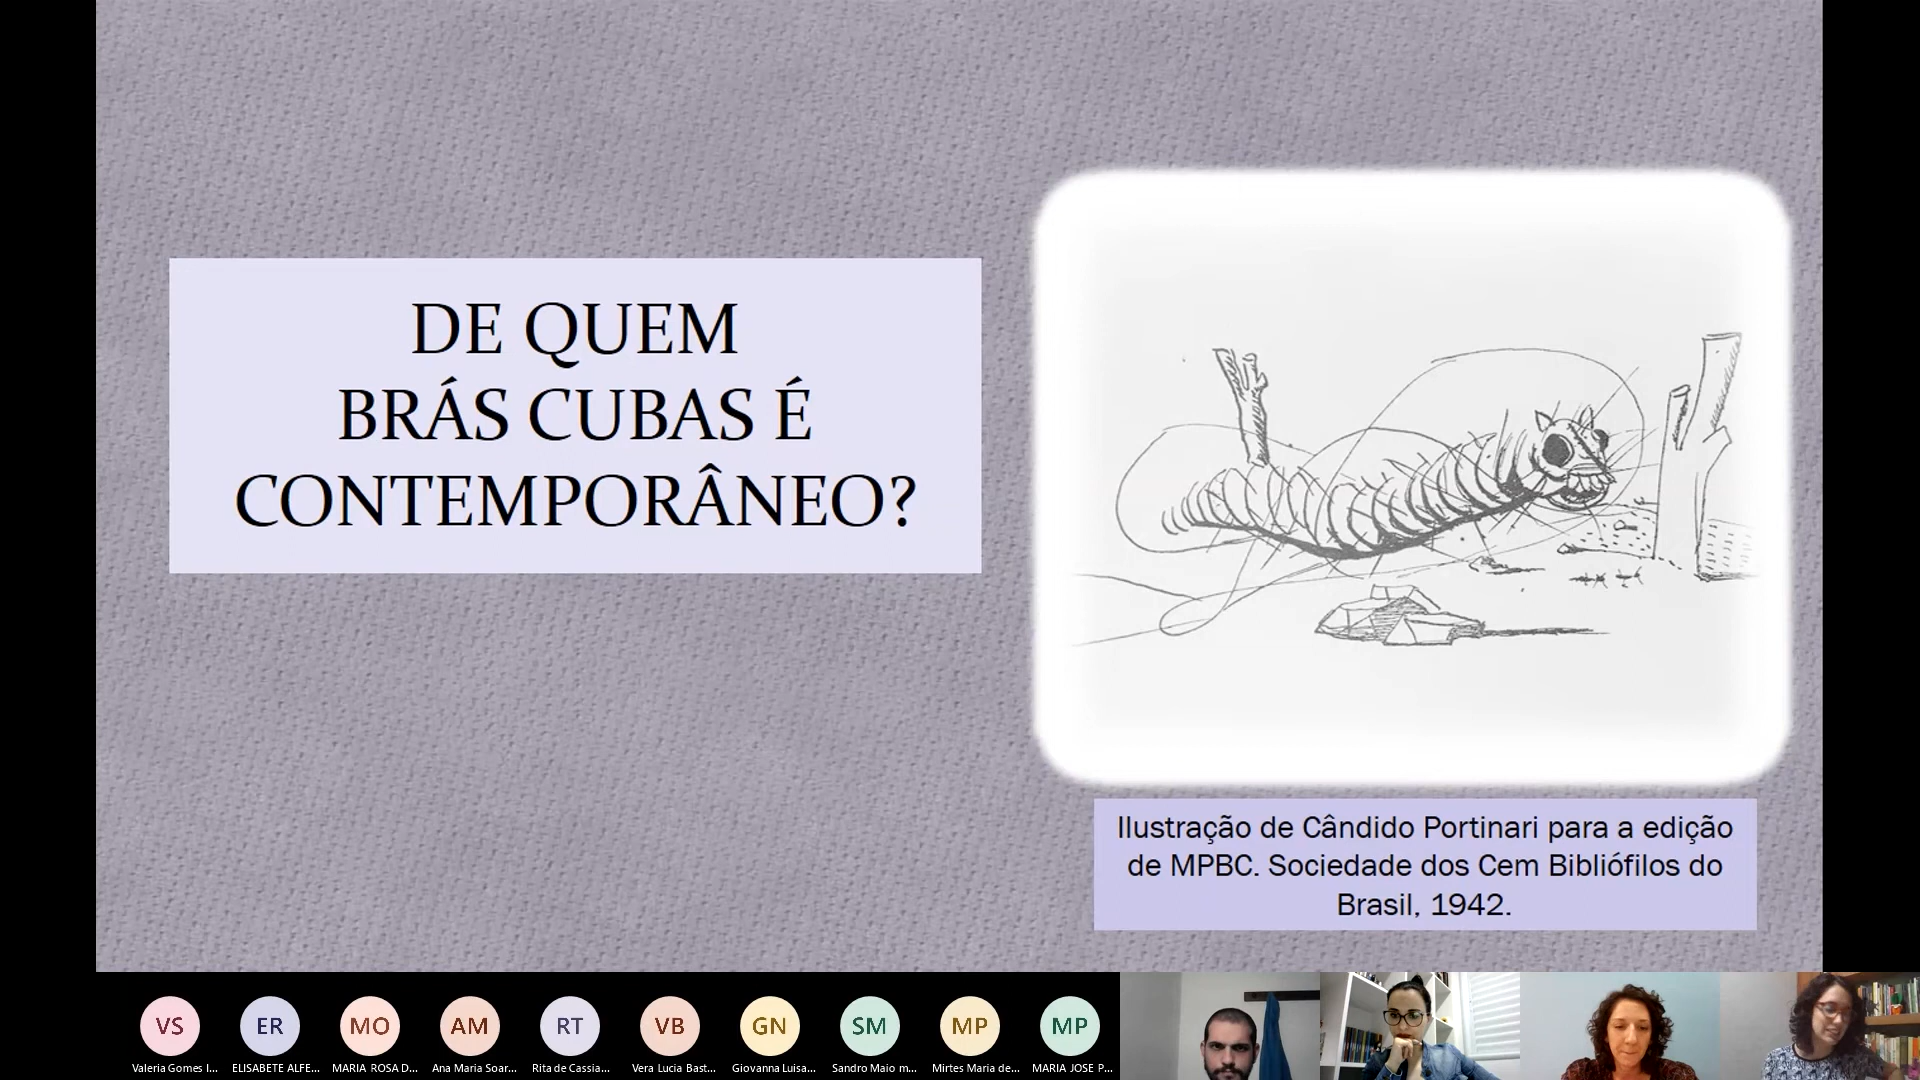 DE QUEM
BRÁS CUBAS É
CONTEMPORÂNEO?
Ilustração de Cândido Portinari para a edição
de MPBC. Sociedade dos Cem Bibliófilos do
Brasil, 1942.
VS
ER
MO
AM
RT
VB
GN
SM
MP
MP
Valeria Gomes I...
ELISABETE ALFE...
MARIA ROSA D...
Ana Maria Soar...
Rita de Cassia...
Vera Lucia Bast...
Giovanna Luisa...
Sandro Maio m...
Mirtes Maria de...
MARIA JOSE P...